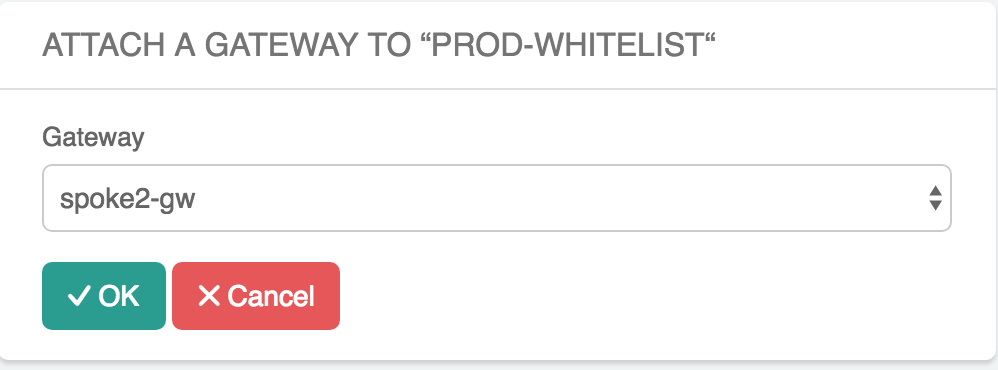 ATTACH A GATEWAY TO “PROD-WHITELIST“
Gateway
spoke2-gw
OK
Cancel